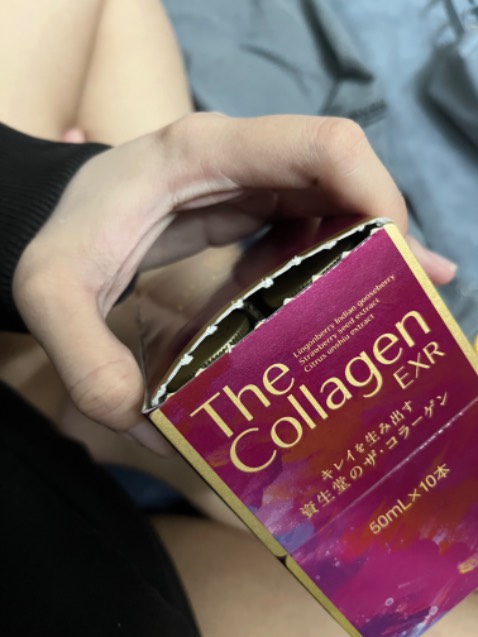 Lingonberry Indian gooseberry
Strawberry seed extract
Citrus unshiu extract
The
Collagen
EXR
キレイを生み出す
資生堂のザ・コラーゲン
50mL×10本